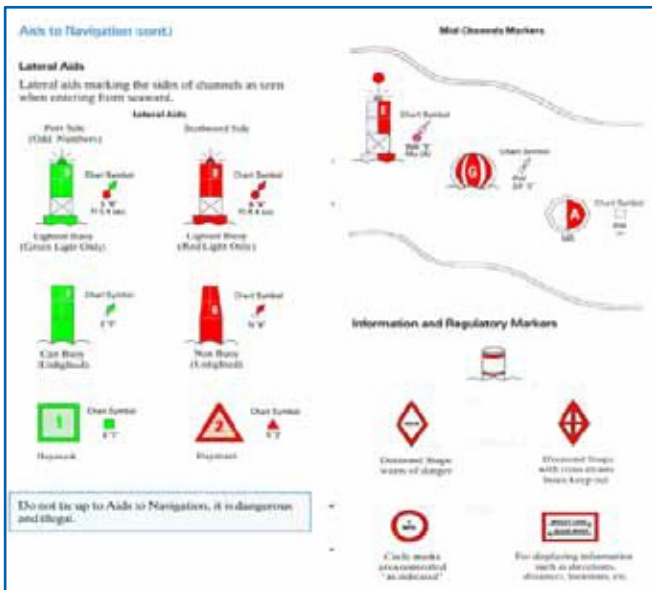 Aids to Navigation (cont.)
Lateral Aids
Lateral aids marking the sides of channels as seen
when entering from seaward.
Lateral Aids
Port Side
(Odd Numbers)
Starboard Side
Chart Symbol
Chart Symbol
Lighted Buoy
(Green Light Only)
Lighted Buoy
(Red Light Only)
Chart Symbol
Chart Symbol
Can Buoy
(Unlighted)
Nun Buoy
(Unlighted)
1
Chart Symbol
2
Chart Symbol
Daymark
Daymark
Do not tie up to Aids to Navigation, it is dangerous
and illegal.
Mid Channels Markers
E
Chart Symbol
G
Chart Symbol
A
Chart Symbol
Information and Regulatory Markers
Diamond Shape
warns of danger
Diamond Shape
with cross means
boats keep out
Circle marks
"as indicated"
For displaying information
such as directions,
distances, locations, etc.